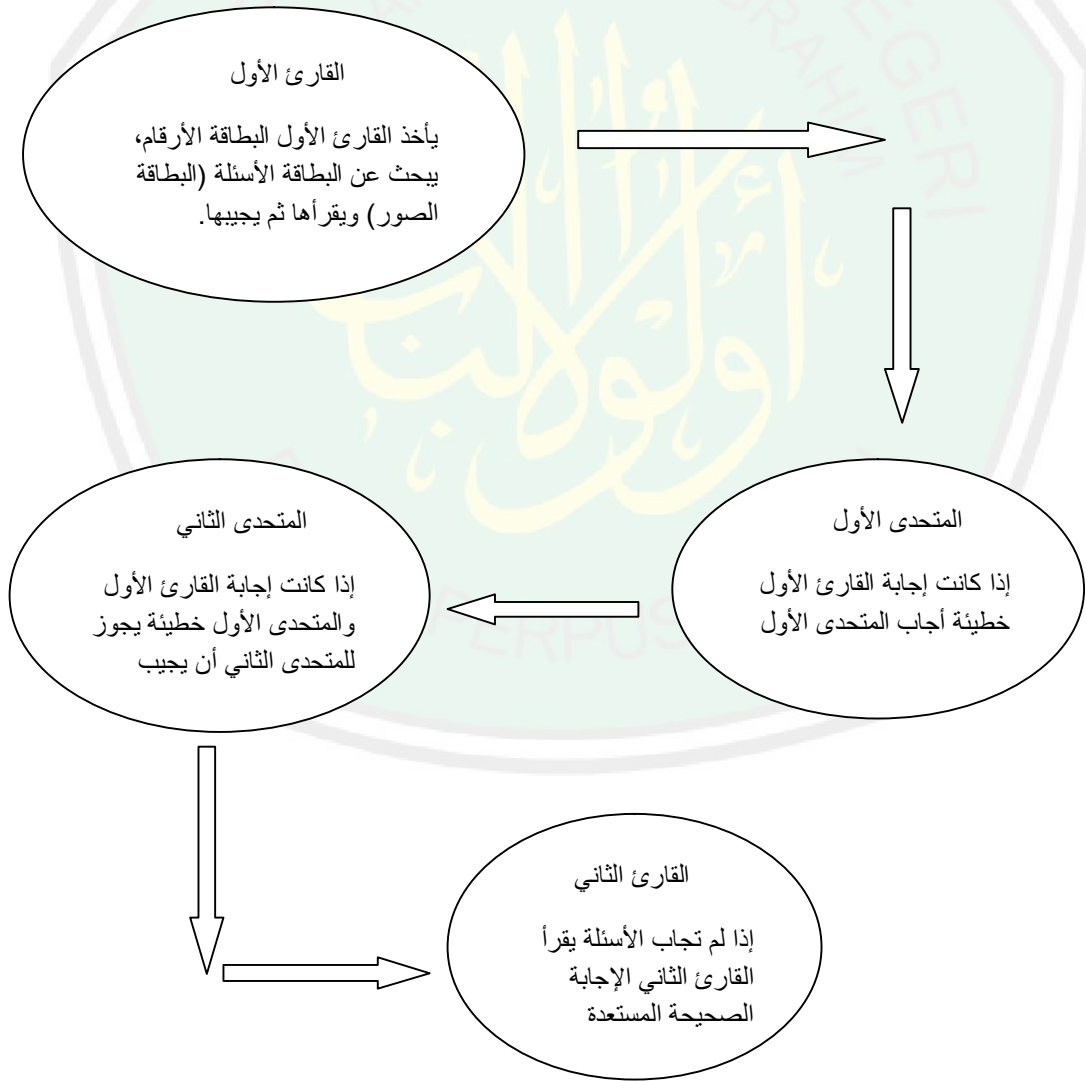 القارئ الأول
يأخذ القارئ الأول البطاقة الأرقام،
يبحث عن البطاقة الأسئلة (البطاقة
الصور) ويقرأها ثم يجيبها.
المتحدى الأول
إذا كانت إجابة القارئ الأول
خطيئة أجاب المتحدى الأول
المتحدى الثاني
إذا كانت إجابة القارئ الأول
والمتحدى الأول خطيئة يجوز
للمتحدى الثاني أن يجيب
القارئ الثاني
إذا لم تجاب الأسئلة يقرأ
القارئ الثاني الإجابة
الصحيحة المستعدة